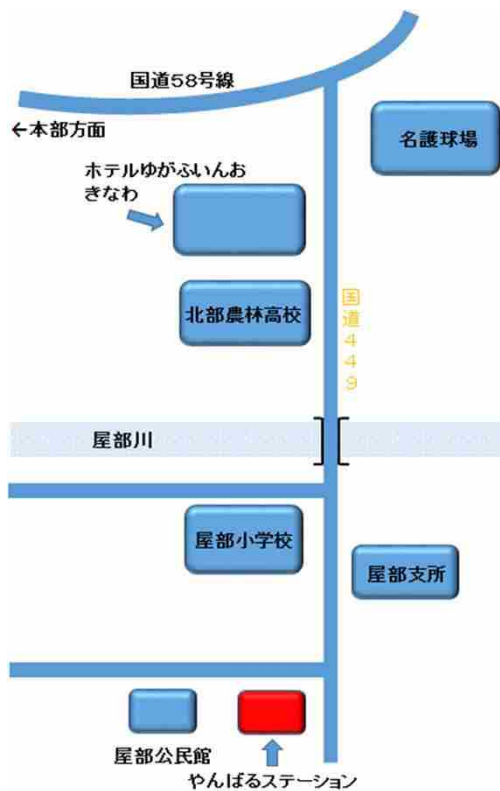 国道58号線
←本部方面
名護球場
ホテルゆがふいんお
きなわ
北部農林高校
国道449
屋部川
屋部小学校
屋部支所
屋部公民館
やんばるステーション